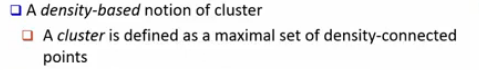 A density-based notion of cluster
A cluster is defined as a maximal set of density-connected
points